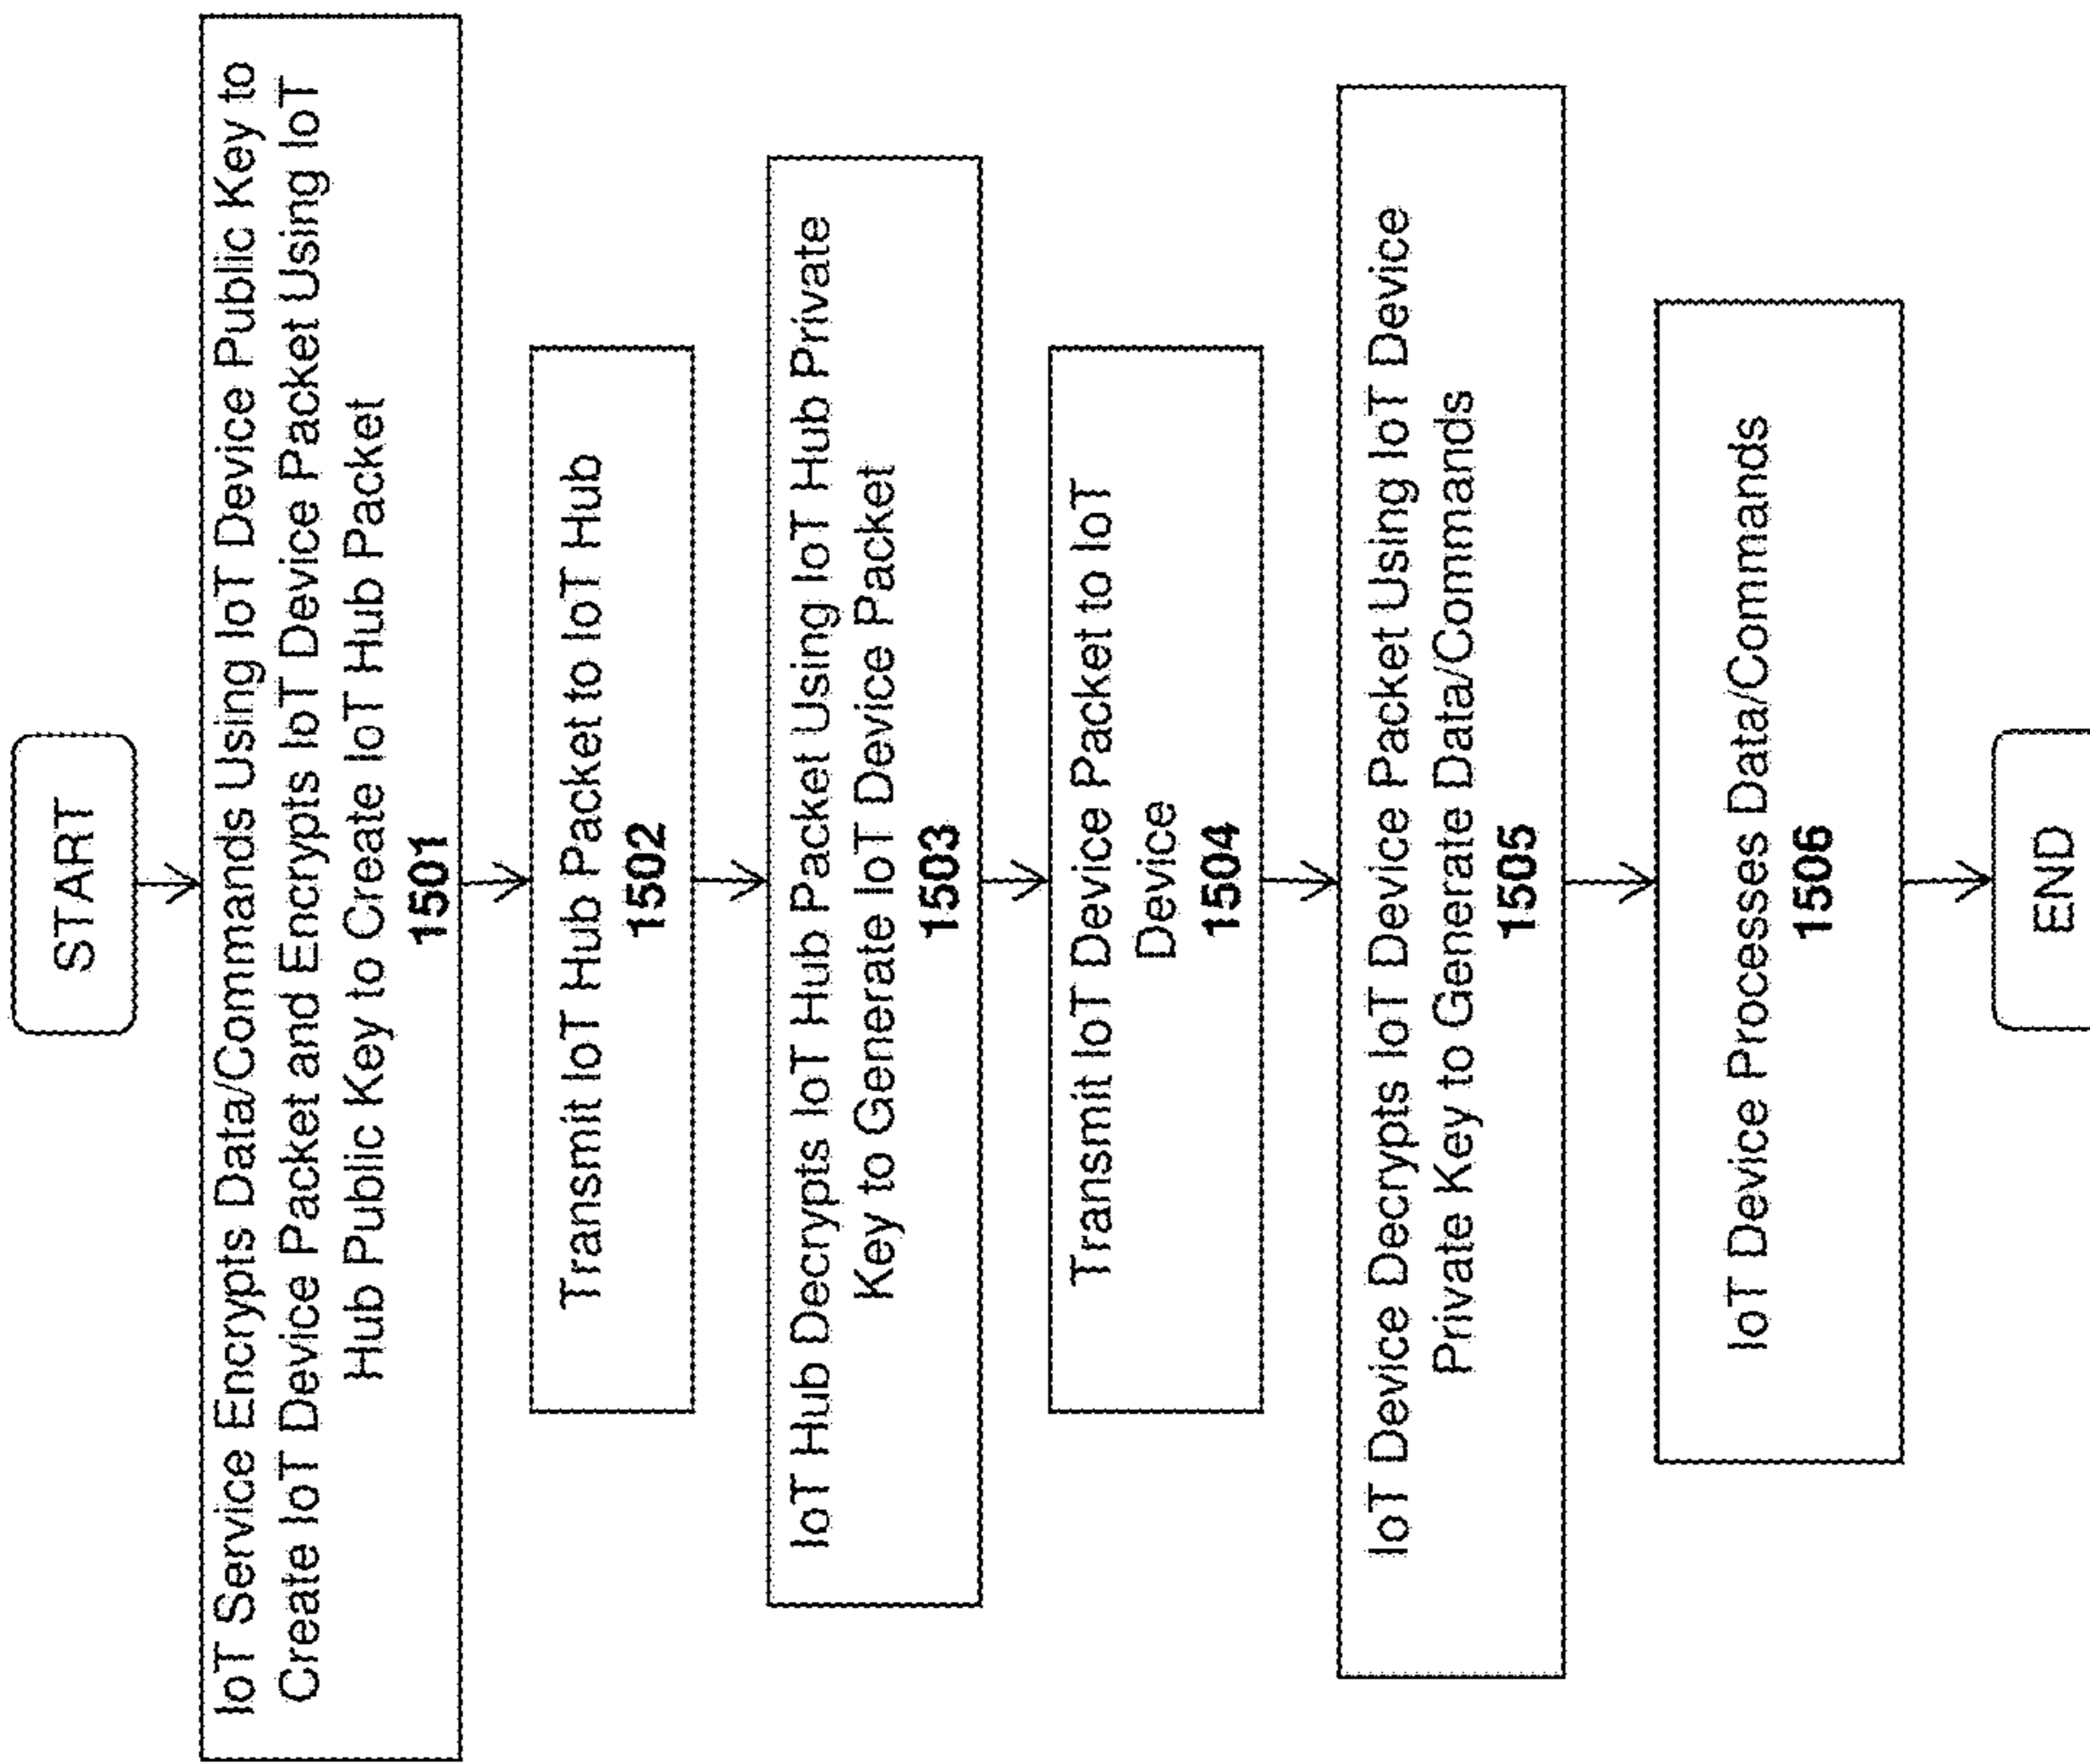 START
IoT Service Encrypts Data/Commands Using IoT Device Public Key to
Create IoT Device Packet and Encrypts IoT Device Packet Using IoT
Hub Public Key to Create IoT Hub Packet
1501
Transmit IoT Hub Packet to IoT Hub
1502
IoT Hub Decrypts IoT Hub Packet Using IoT Hub Private
Key to Generate IoT Device Packet
1503
Transmit IoT Device Packet to IoT
Device
1504
IoT Device Decrypts IoT Device Packet Using IoT Device
Private Key to Generate Data/Commands
1505
IoT Device Processes Data/Commands
1506
END